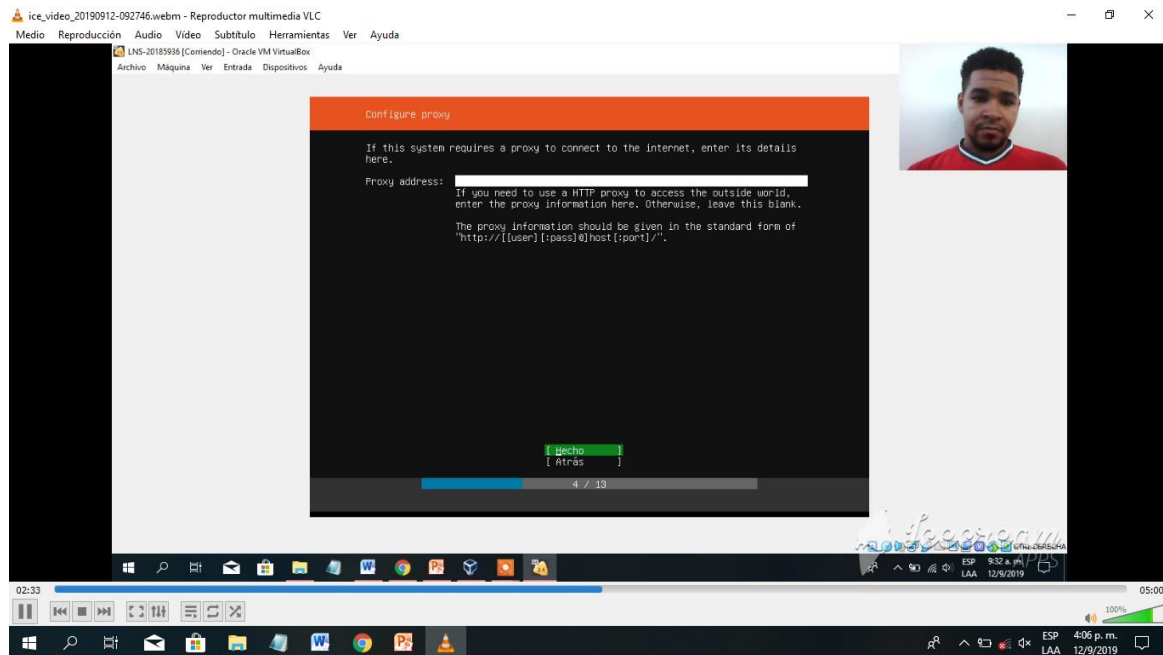 ice_video_20190912-092746.webm - Reproductor multimedia VLC
Medio Reproducción Audio Vídeo Subtítulo Herramientas Ver Ayuda
LNS-20185936 [Corriendo] - Oracle VM VirtualBox
Archivo Máquina Ver Entrada Dispositivos Ayuda
Configure proxy
If this system requires a proxy to connect to the internet, enter its details
here.
Proxy address:
If you need to use a HTTP proxy to access the outside world,
enter the proxy information here. Otherwise, leave this blank.
The proxy information should be given in the standard form of
"http://[[user][:pass]@]host[:port]/".
[ Hecho ]
[ Atrás ]
4 / 13
Icecream
APPS
CTRL DERECHA
ESP 9:32 a. m.
LAA 12/9/2019
02:33 05:00
100%
ESP 4:06 p. m.
LAA 12/9/2019